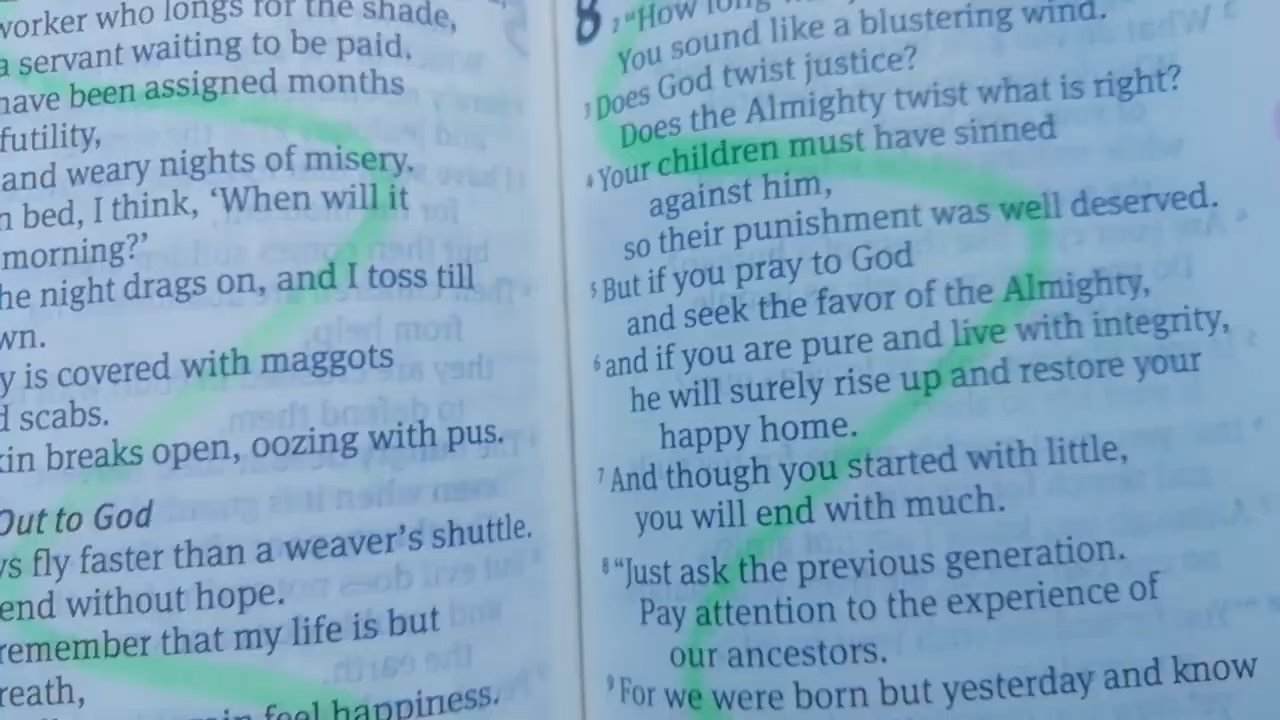 worker who longs for the shade,
a servant waiting to be paid.
have been assigned months
futility,
and weary nights of misery.
n bed, I think, ‘When will it
morning?’
he night drags on, and I toss till
wn.
y is covered with maggots
d scabs.
kin breaks open, oozing with pus.
Out to God
ys fly faster than a weaver’s shuttle.
end without hope.
remember that my life is but
reath,
feel happiness.
8 2 “How long
You sound like a blustering wind.
3 Does God twist justice?
Does the Almighty twist what is right?
4 Your children must have sinned
against him,
so their punishment was well deserved.
5 But if you pray to God
and seek the favor of the Almighty,
6 and if you are pure and live with integrity,
he will surely rise up and restore your
happy home.
7 And though you started with little,
you will end with much.
8 “Just ask the previous generation.
Pay attention to the experience of
our ancestors.
9 For we were born but yesterday and know